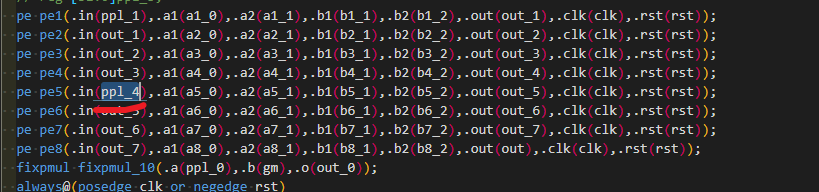 pe pe1(.in(ppl_1),.a1(a1_0),.a2(a1_1),.b1(b1_1),.b2(b1_2),.out(out_1),.clk(clk),.rst(rst));
pe pe2(.in(out_1),.a1(a2_0),.a2(a2_1),.b1(b2_1),.b2(b2_2),.out(out_2),.clk(clk),.rst(rst));
pe pe3(.in(out_2),.a1(a3_0),.a2(a3_1),.b1(b3_1),.b2(b3_2),.out(out_3),.clk(clk),.rst(rst));
pe pe4(.in(out_3),.a1(a4_0),.a2(a4_1),.b1(b4_1),.b2(b4_2),.out(out_4),.clk(clk),.rst(rst));
pe pe5(.in(ppl_4),.a1(a5_0),.a2(a5_1),.b1(b5_1),.b2(b5_2),.out(out_5),.clk(clk),.rst(rst));
pe pe6(.in(out_5),.a1(a6_0),.a2(a6_1),.b1(b6_1),.b2(b6_2),.out(out_6),.clk(clk),.rst(rst));
pe pe7(.in(out_6),.a1(a7_0),.a2(a7_1),.b1(b7_1),.b2(b7_2),.out(out_7),.clk(clk),.rst(rst));
pe pe8(.in(out_7),.a1(a8_0),.a2(a8_1),.b1(b8_1),.b2(b8_2),.out(out),.clk(clk),.rst(rst));
fixpmul fixpmul_10(.a(ppl_0),.b(gm),.o(out_0));
always@(posedge clk or negedge rst)